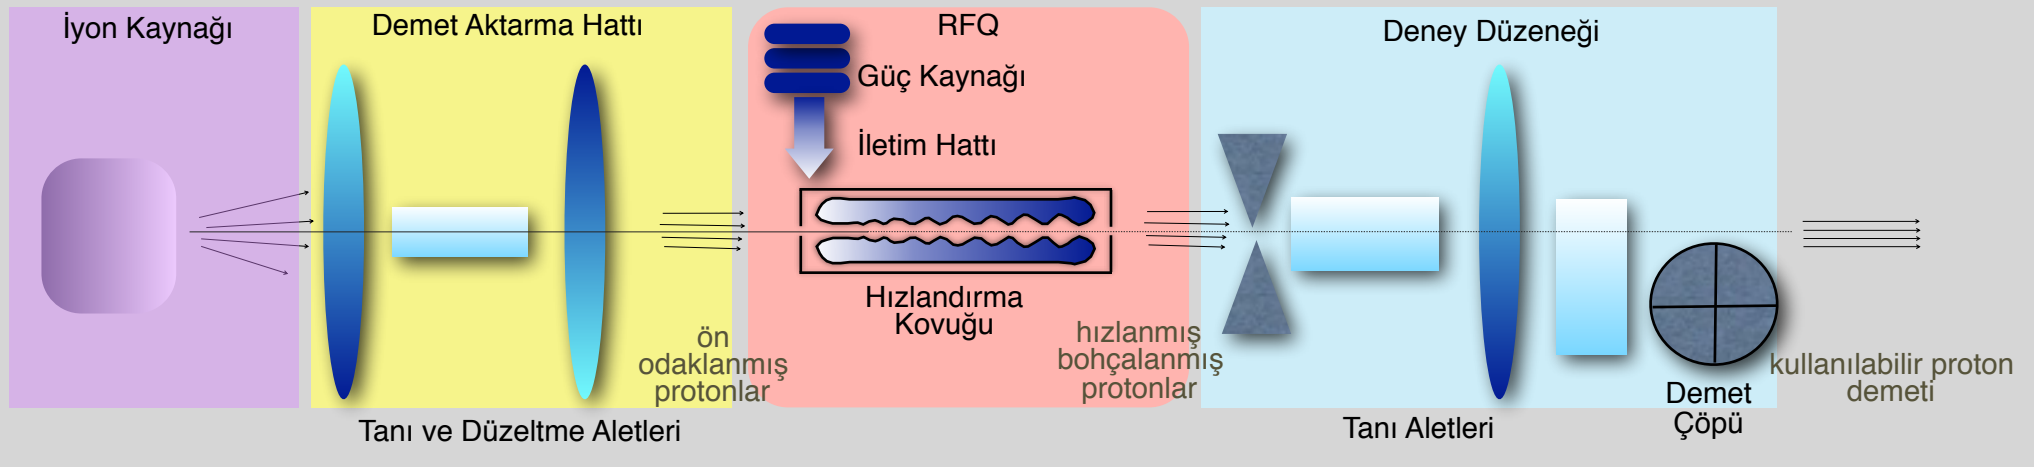 İyon Kaynağı
Demet Aktarma Hattı
Tanı ve Düzeltme Aletleri
ön
odaklanmış
protonlar
RFQ
Güç Kaynağı
İletim Hattı
Hızlandırma
Kovuğu
hızlanmış
bohçalanmış
protonlar
Deney Düzeneği
Tanı Aletleri
Demet
Çöpü
kullanılabilir proton
demeti